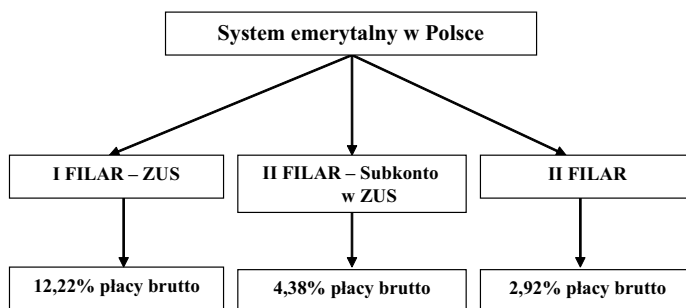 System emerytalny w Polsce
I FILAR – ZUS
II FILAR – Subkonto
w ZUS
II FILAR
12,22% płacy brutto
4,38% płacy brutto
2,92% płacy brutto